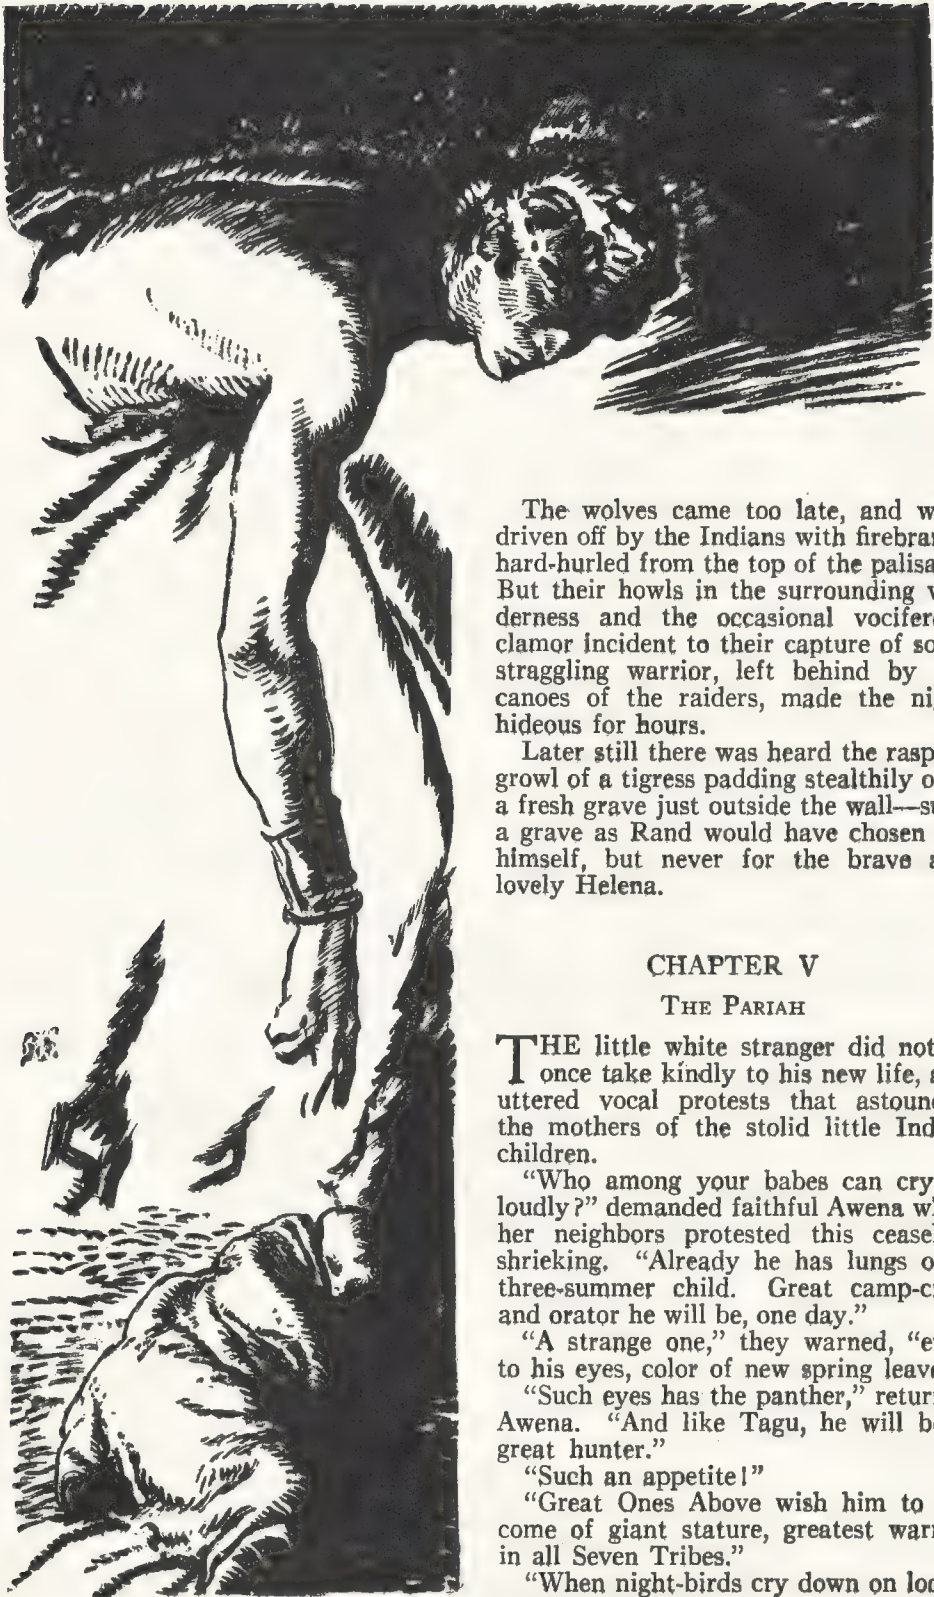 The wolves came too late, and w
driven off by the Indians with firebran
hard-hurled from the top of the palisa
But their howls in the surrounding w
derness and the occasional vocifer
clamor incident to their capture of so
straggling warrior, left behind by
canoes of the raiders, made the nig
hideous for hours.
Later still there was heard the rasp
growl of a tigress padding stealthily o
a fresh grave just outside the wall—su
a grave as Rand would have chosen
himself, but never for the brave a
lovely Helena.
CHAPTER V
THE PARIAH
THE little white stranger did not
once take kindly to his new life, a
uttered vocal protests that astoun
the mothers of the stolid little Ind
children.
"Who among your babes can cry
loudly?" demanded faithful Awena w
her neighbors protested this cease
shrieking. "Already he has lungs o
three-summer child. Great camp-c
and orator he will be, one day."
"A strange one," they warned, "e
to his eyes, color of new spring leave
"Such eyes has the panther," retur
Awena. "And like Tagu, he will be
great hunter."
"Such an appetite!"
"Great Ones Above wish him to
come of giant stature, greatest warr
in all Seven Tribes."
"When night-birds cry down on lod